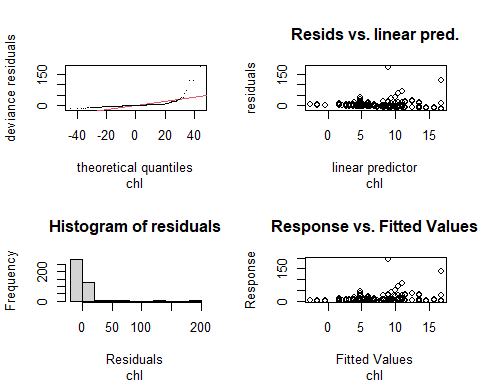 deviance residuals
150
0
-40 -20 0 20 40
theoretical quantiles
chl
Resids vs. linear pred.
residuals
150
0
0 5 10 15
linear predictor
chl
Histogram of residuals
Frequency
200
0
0 50 100 200
Residuals
chl
Response vs. Fitted Values
Response
150
0
0 5 10 15
Fitted Values
chl